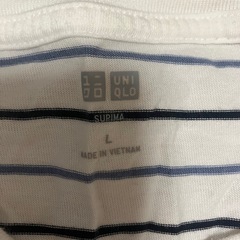 ユニ UNI
クロ QLO
SUPIMA
L
MADE IN VIETNAM